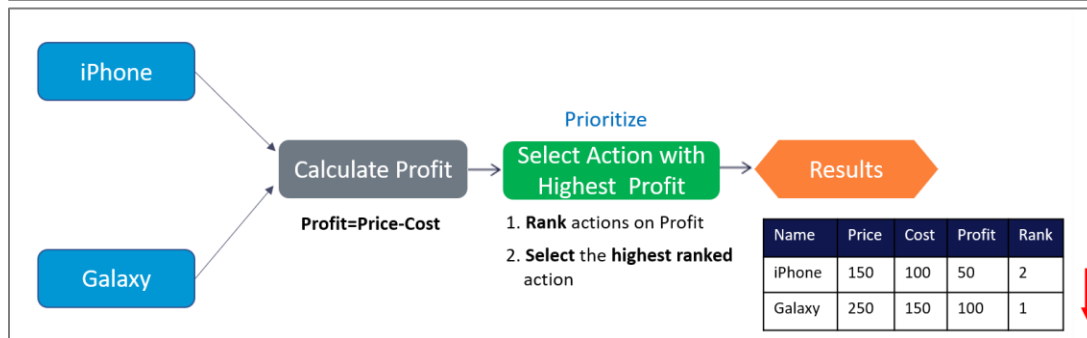 iPhone
Galaxy
Calculate Profit
Profit=Price-Cost
Prioritize
Select Action with
Highest Profit
1. Rank actions on Profit
2. Select the highest ranked
action
Results
Name Price Cost Profit Rank
iPhone 150 100 50 2
Galaxy 250 150 100 1